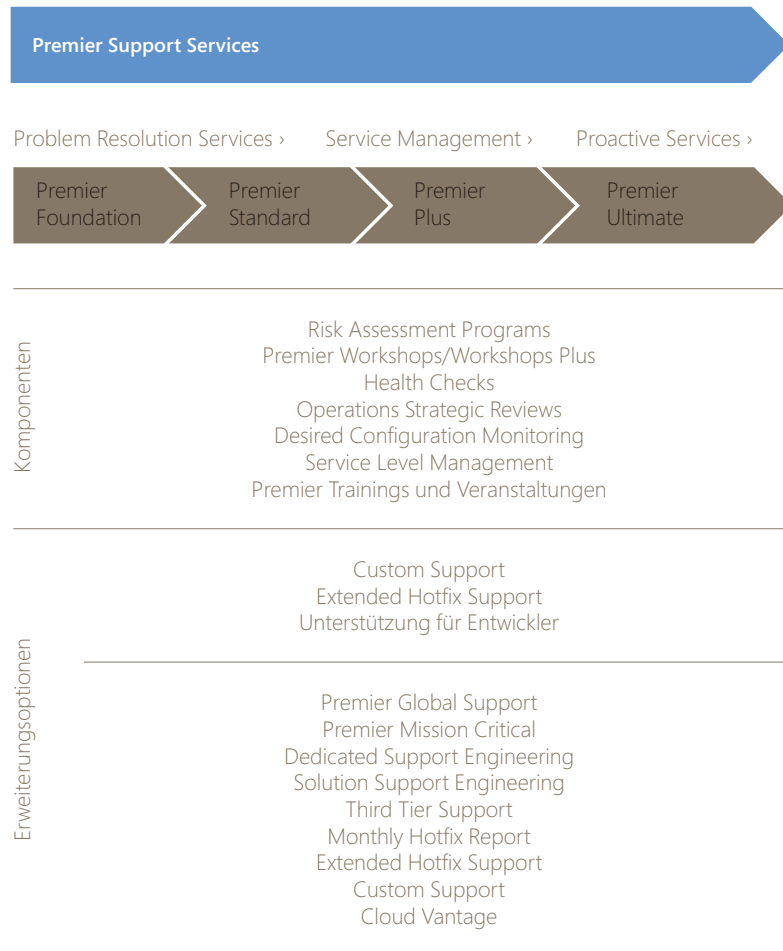 Premier Support Services
Problem Resolution Services ›
Service Management ›
Proactive Services ›
Premier
Foundation
Premier
Standard
Premier
Plus
Premier
Ultimate
Komponenten
Risk Assessment Programs
Premier Workshops/Workshops Plus
Health Checks
Operations Strategic Reviews
Desired Configuration Monitoring
Service Level Management
Premier Trainings und Veranstaltungen
Erweiterungsoptionen
Custom Support
Extended Hotfix Support
Unterstützung für Entwickler
Premier Global Support
Premier Mission Critical
Dedicated Support Engineering
Solution Support Engineering
Third Tier Support
Monthly Hotfix Report
Extended Hotfix Support
Custom Support
Cloud Vantage